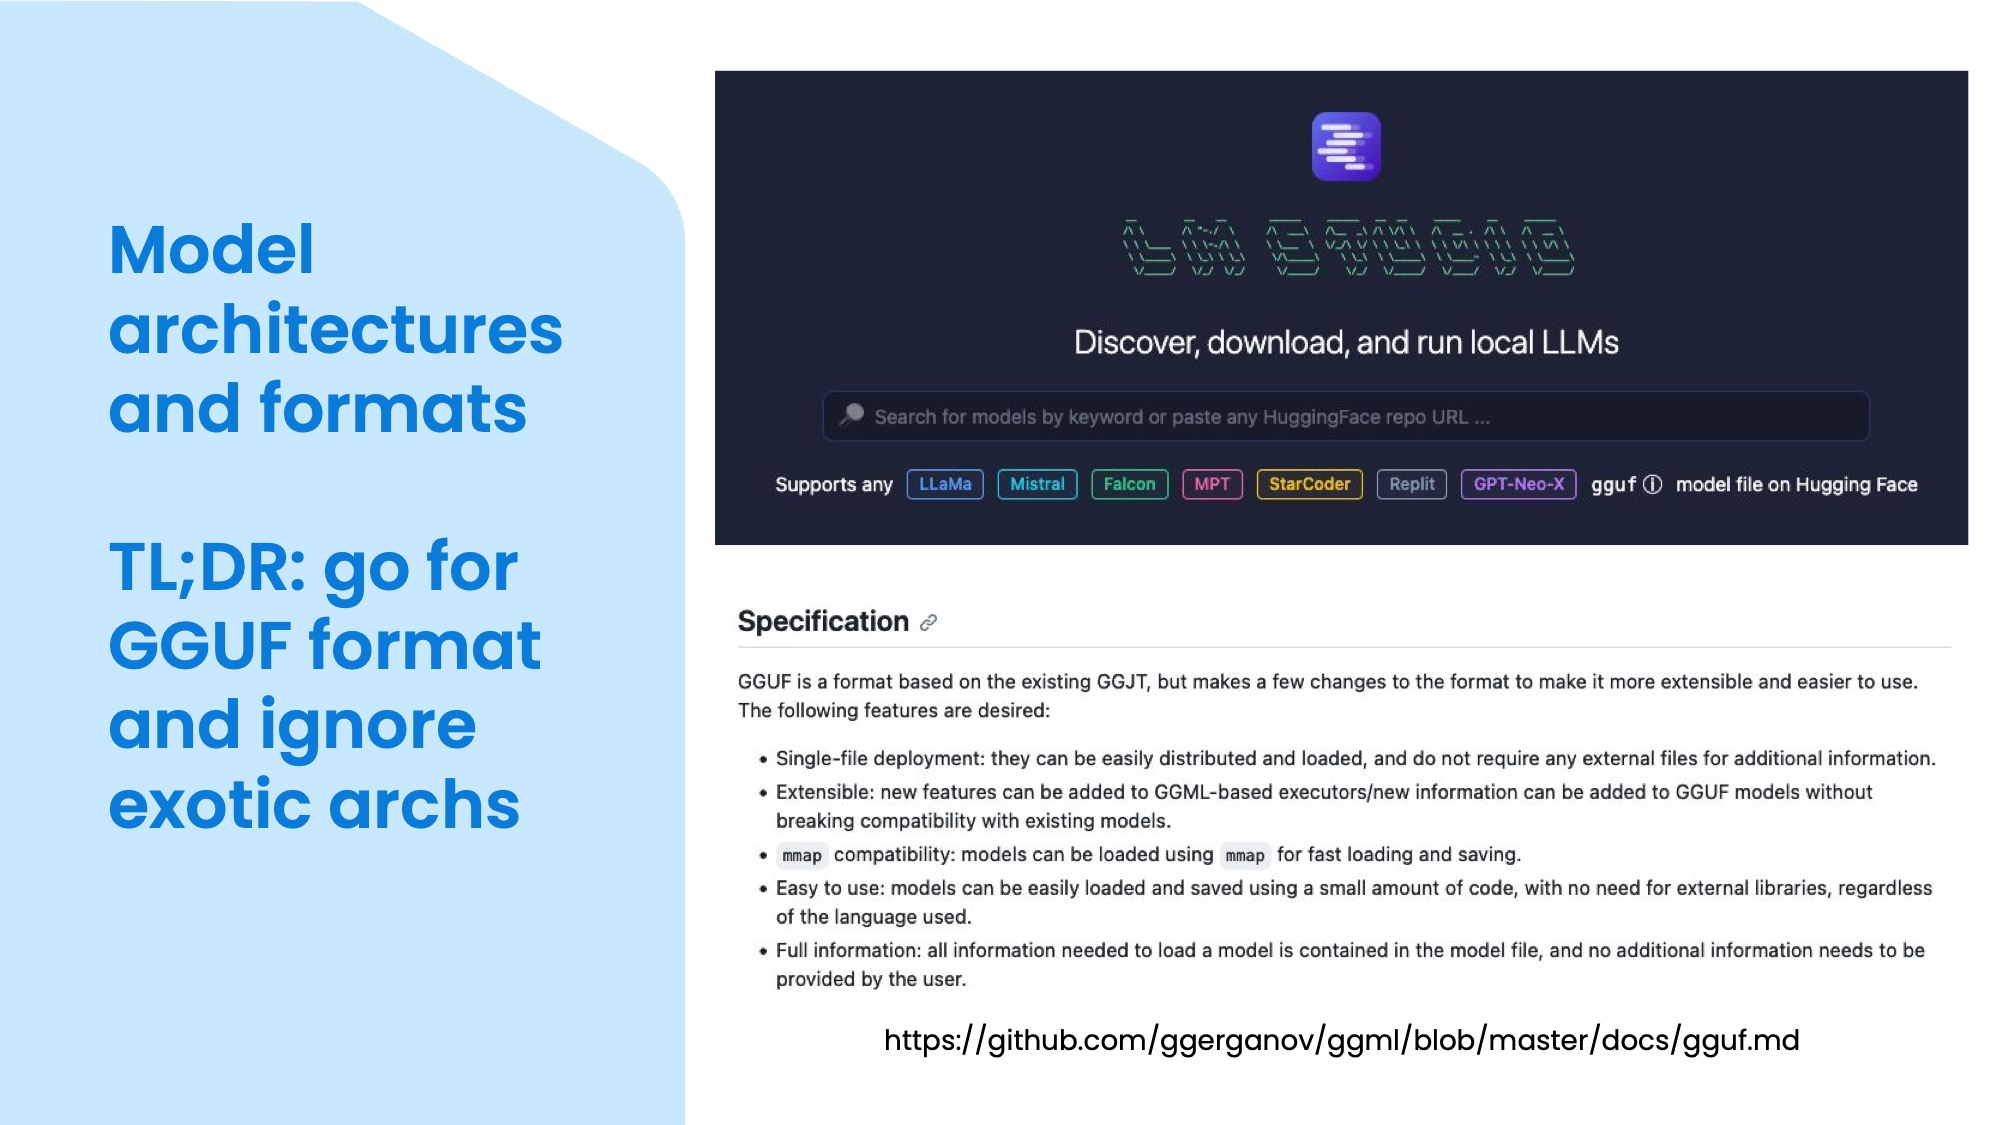 Model
architectures
and formats
TL;DR: go for
GGUF format
and ignore
exotic archs
LM STUDIO
Discover, download, and run local LLMs
Search for models by keyword or paste any HuggingFace repo URL ...
Supports any LLaMa Mistral Falcon MPT StarCoder Replit GPT-Neo-X gguf ⓘ model file on Hugging Face
Specification
GGUF is a format based on the existing GGJT, but makes a few changes to the format to make it more extensible and easier to use.
The following features are desired:
• Single-file deployment: they can be easily distributed and loaded, and do not require any external files for additional information.
• Extensible: new features can be added to GGML-based executors/new information can be added to GGUF models without
breaking compatibility with existing models.
• mmap compatibility: models can be loaded using mmap for fast loading and saving.
• Easy to use: models can be easily loaded and saved using a small amount of code, with no need for external libraries, regardless
of the language used.
• Full information: all information needed to load a model is contained in the model file, and no additional information needs to be
provided by the user.
https://github.com/ggerganov/ggml/blob/master/docs/gguf.md